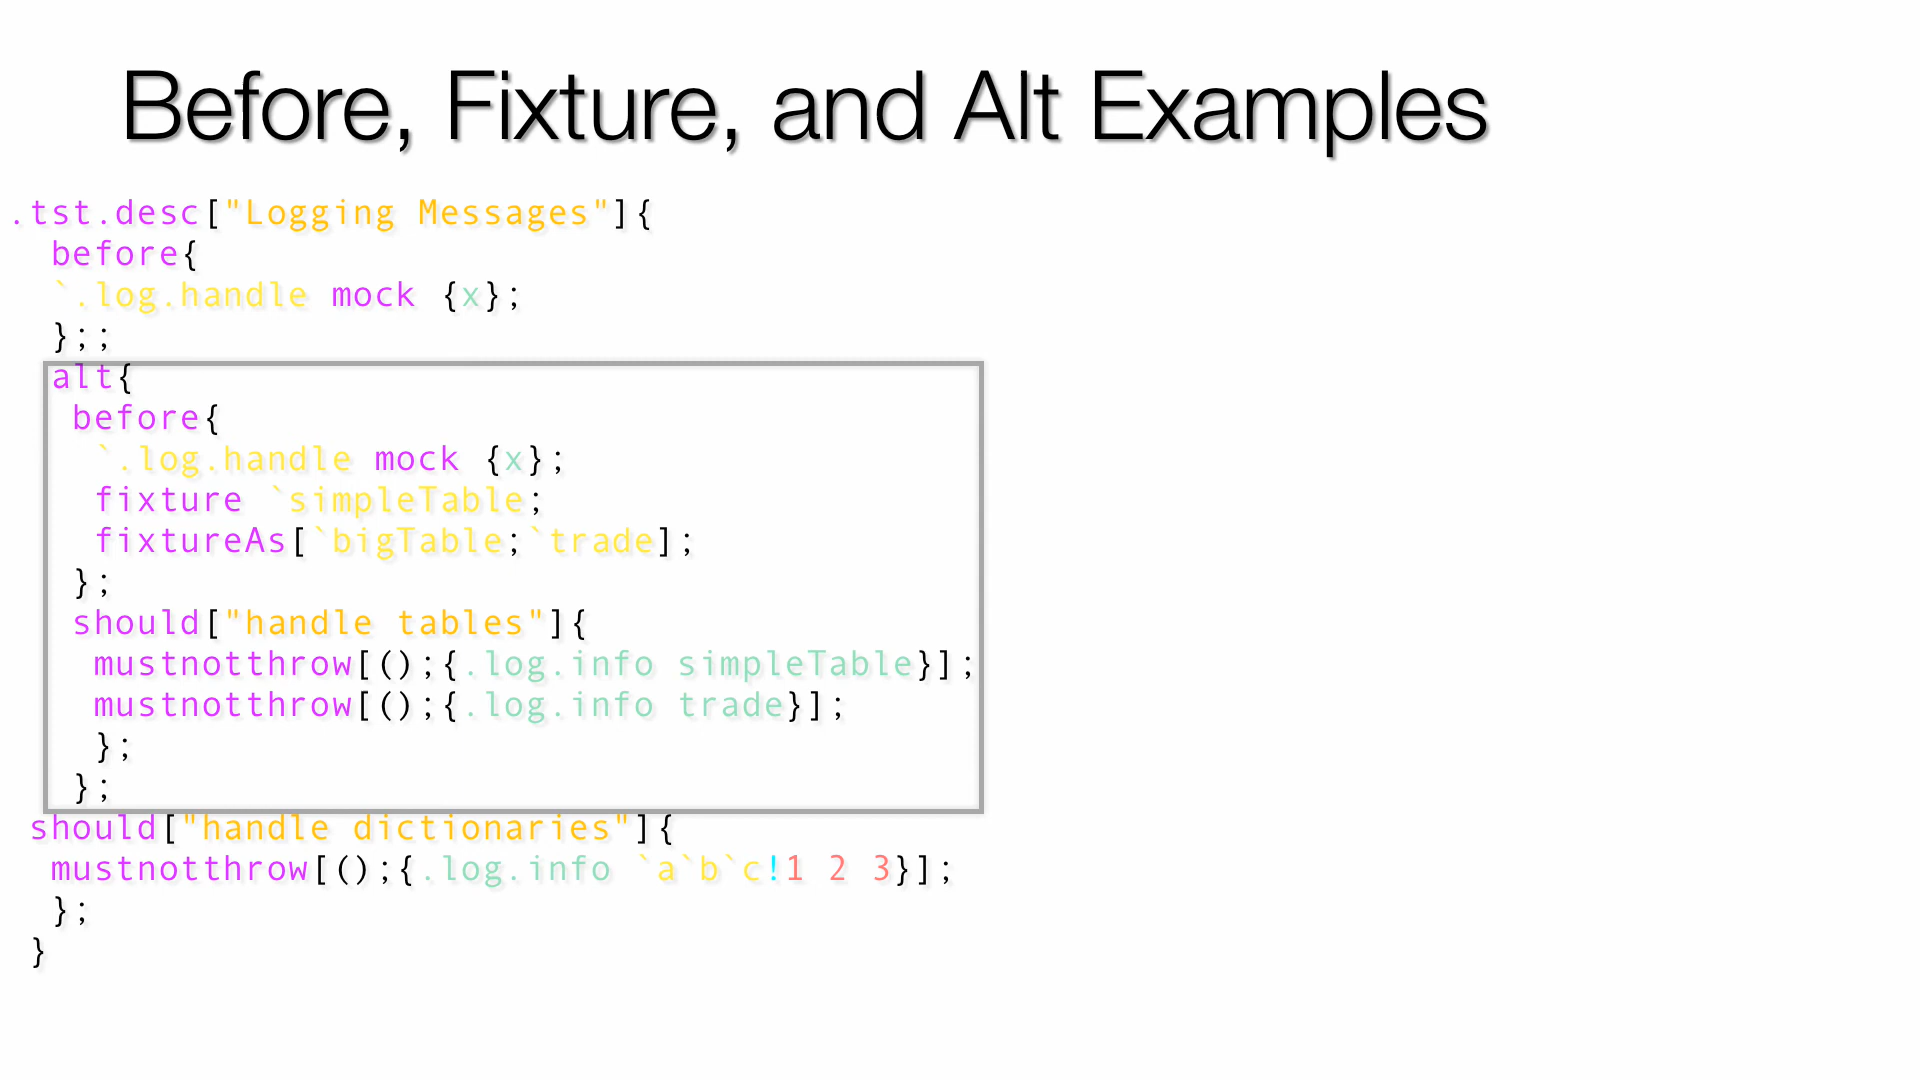 Before, Fixture, and Alt Examples
.tst.desc["Logging Messages"]{
  before{
  `.log.handle mock {x};
  };;
  alt{
   before{
    `.log.handle mock {x};
    fixture `simpleTable;
    fixtureAs[`bigTable;`trade];
   };
   should["handle tables"]{
    mustnotthrow[();{.log.info simpleTable}];
    mustnotthrow[();{.log.info trade}];
    };
   };
 should["handle dictionaries"]{
  mustnotthrow[();{.log.info `a`b`c!1 2 3}];
  };
 }